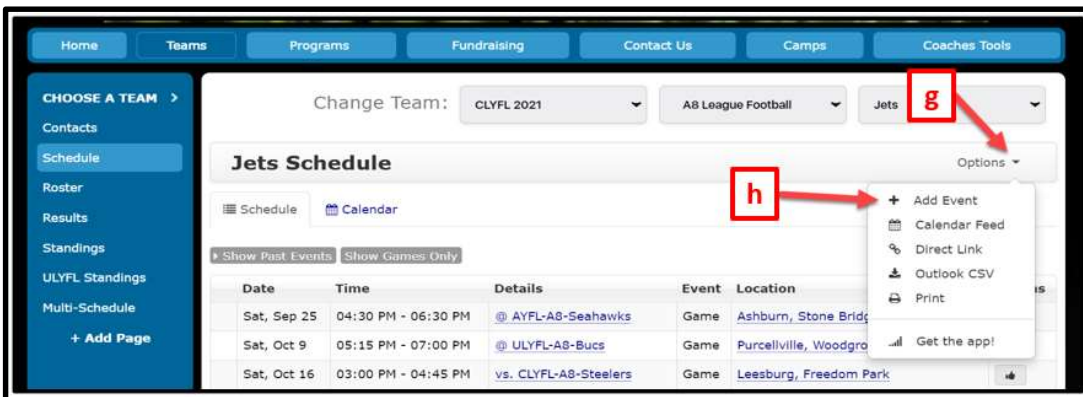 Home Teams Programs Fundraising Contact Us Camps Coaches Tools
CHOOSE A TEAM >
Contacts
Schedule
Roster
Results
Standings
ULYFL Standings
Multi-Schedule
+ Add Page
Change Team: CLYFL 2021 A8 League Football Jets
g
Jets Schedule
Options
h
Schedule Calendar
+ Add Event
Calendar Feed
Direct Link
Outlook CSV
Print
Get the app!
Show Past Events Show Games Only
Date Time Details Event Location
Sat, Sep 25 04:30 PM - 06:30 PM @ AYFL-A8-Seahawks Game Ashburn, Stone
Sat, Oct 9 05:15 PM - 07:00 PM @ ULYFL-A8-Bucs Game Purcellville,
Sat, Oct 16 03:00 PM - 04:45 PM vs. CLYFL-A8-Steelers Game Leesburg, Freedom Park